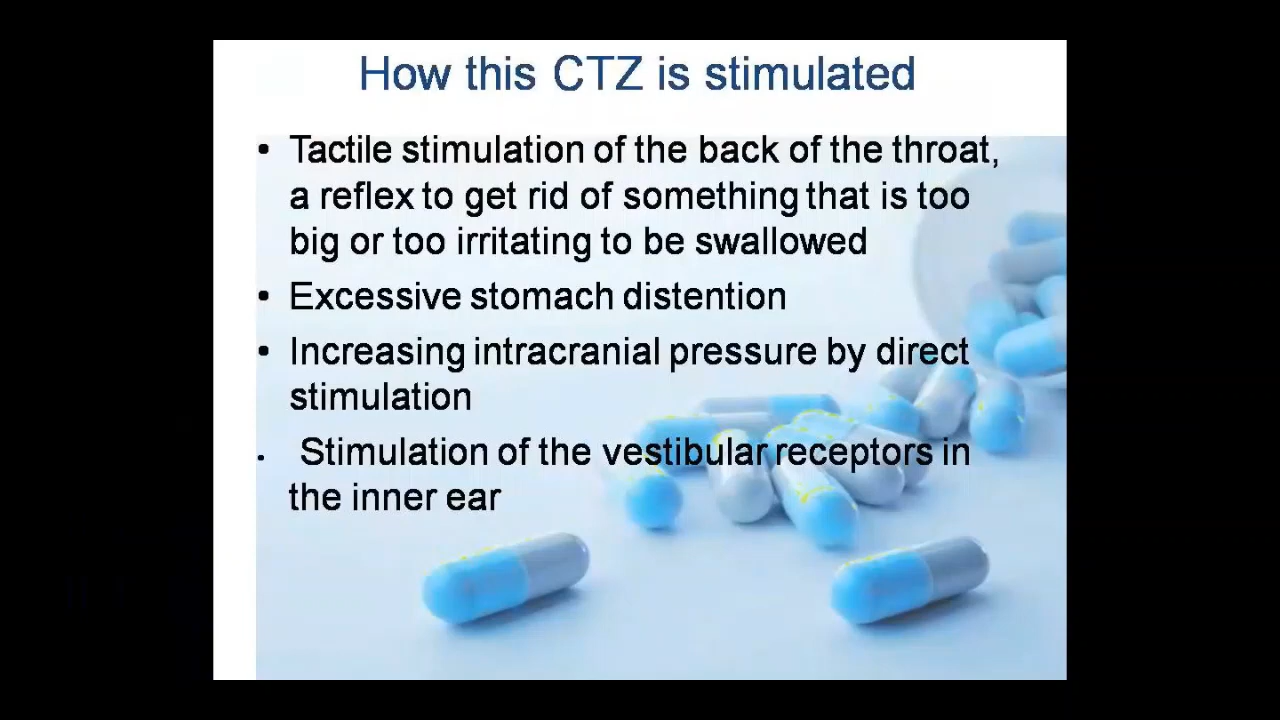 How this CTZ is stimulated
• Tactile stimulation of the back of the throat,
a reflex to get rid of something that is too
big or too irritating to be swallowed
• Excessive stomach distention
• Increasing intracranial pressure by direct
stimulation
• Stimulation of the vestibular receptors in
the inner ear